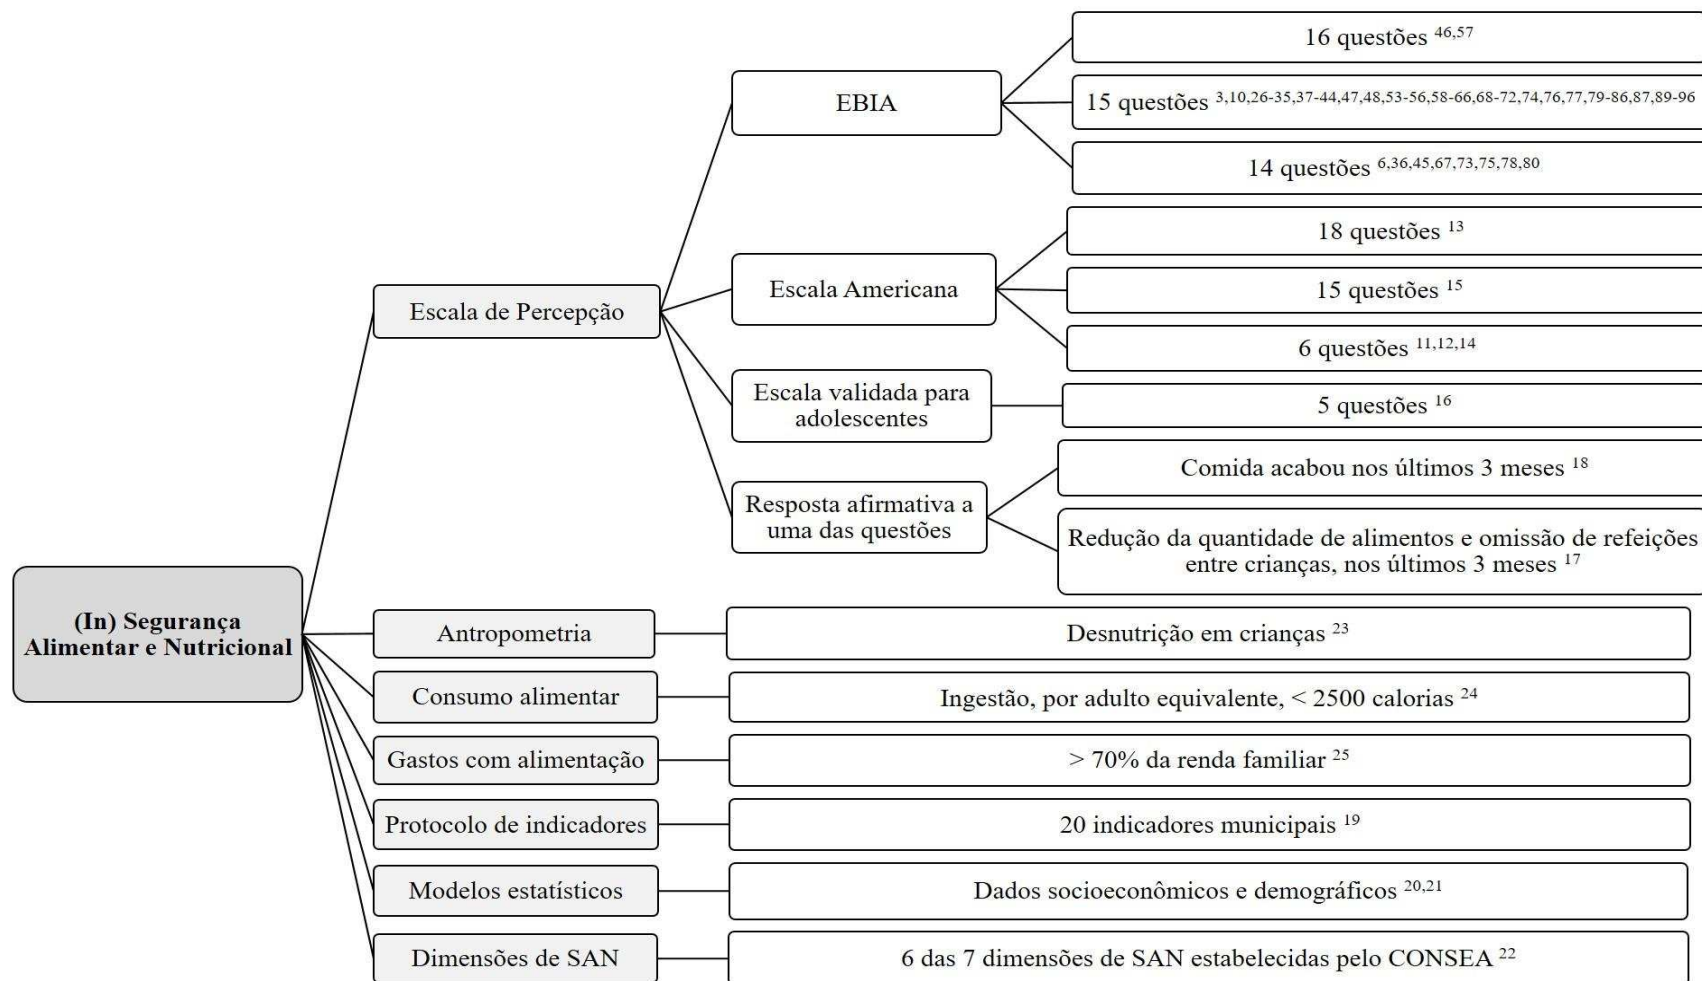 (In) Segurança
Alimentar e Nutricional
Escala de Percepção
EBIA
16 questões 46,57
15 questões 3,10,26-35,37-44,47,48,53-56,58-66,68-72,74,76,77,79-86,87,89-96
14 questões 6,36,45,67,73,75,78,80
Escala Americana
18 questões 13
15 questões 15
6 questões 11,12,14
Escala validada para
adolescentes
5 questões 16
Resposta afirmativa a
uma das questões
Comida acabou nos últimos 3 meses 18
Redução da quantidade de alimentos e omissão de refeições
entre crianças, nos últimos 3 meses 17
Antropometria
Desnutrição em crianças 23
Consumo alimentar
Ingestão, por adulto equivalente, < 2500 calorias 24
Gastos com alimentação
> 70% da renda familiar 25
Protocolo de indicadores
20 indicadores municipais 19
Modelos estatísticos
Dados socioeconômicos e demográficos 20,21
Dimensões de SAN
6 das 7 dimensões de SAN estabelecidas pelo CONSEA 22